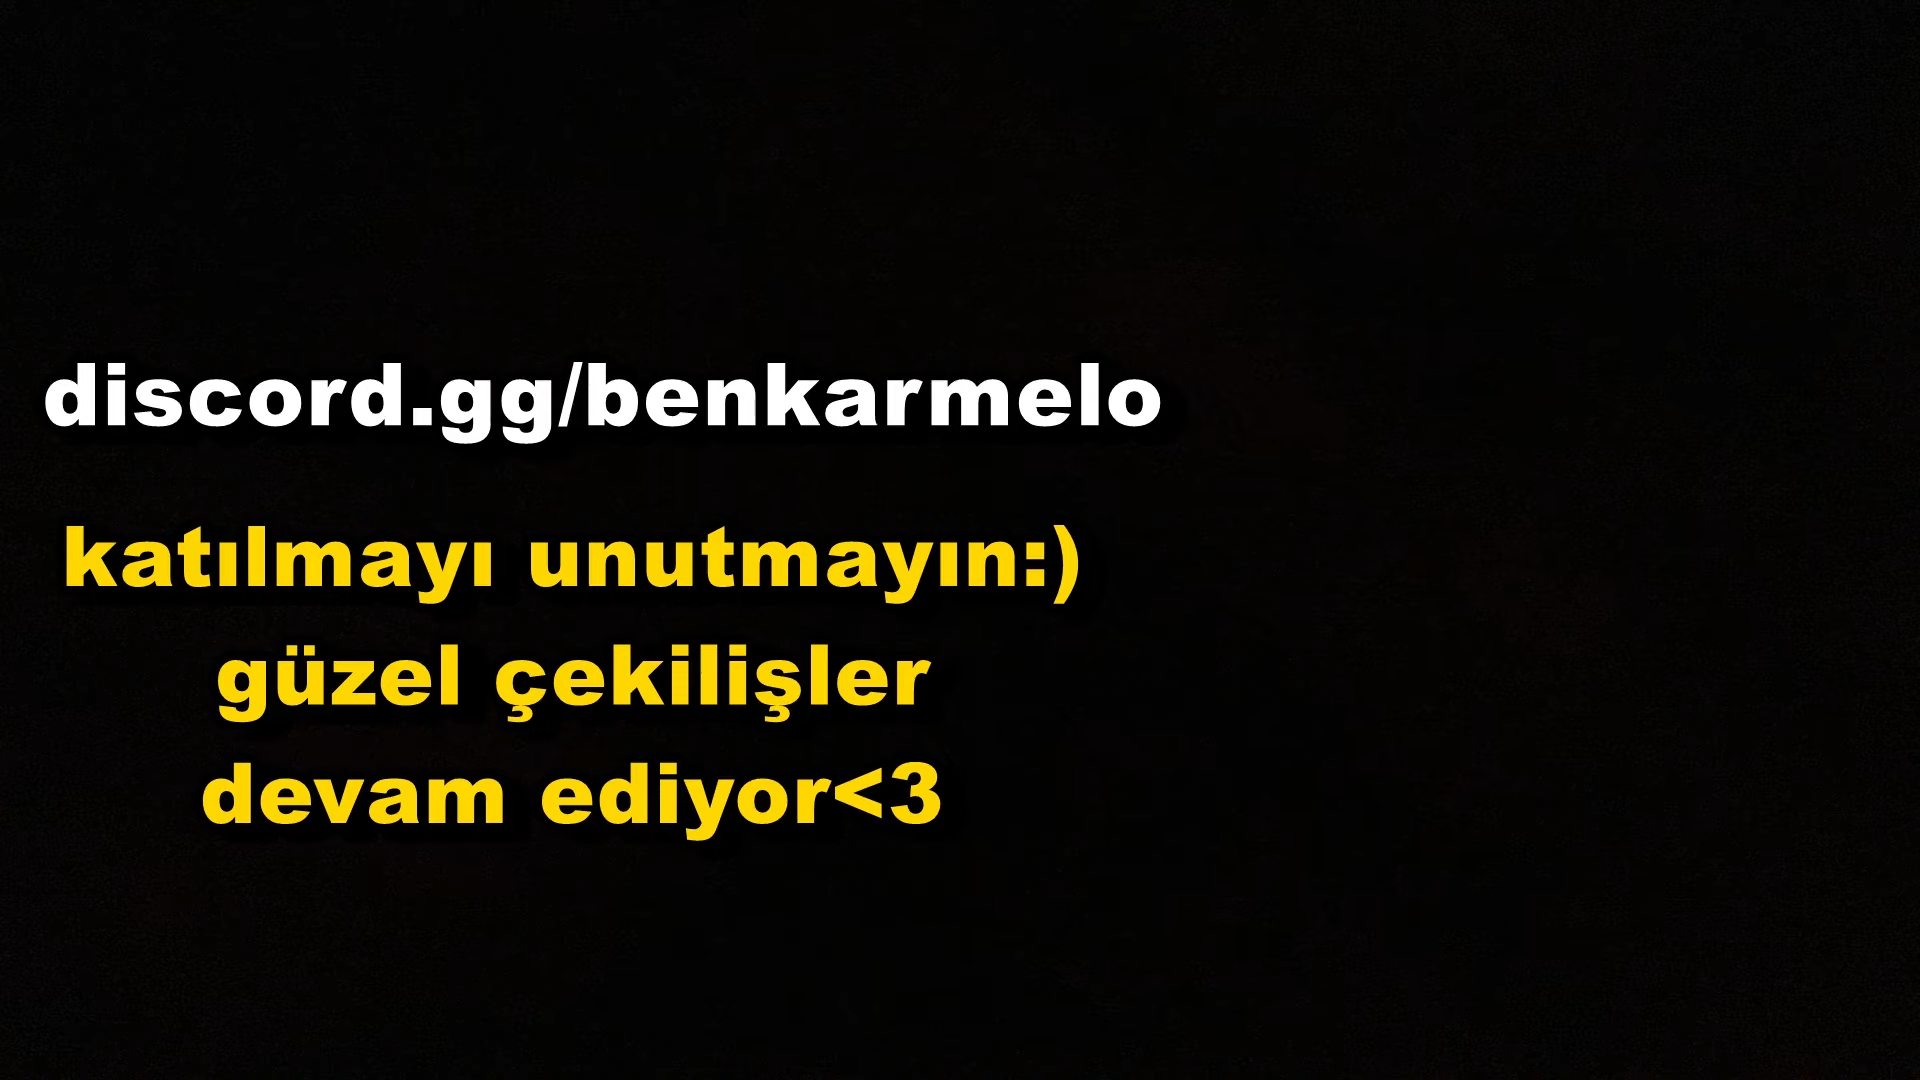 discord.gg/benkarmelo
katılmayı unutmayın:)
güzel çekilişler
devam ediyor<3